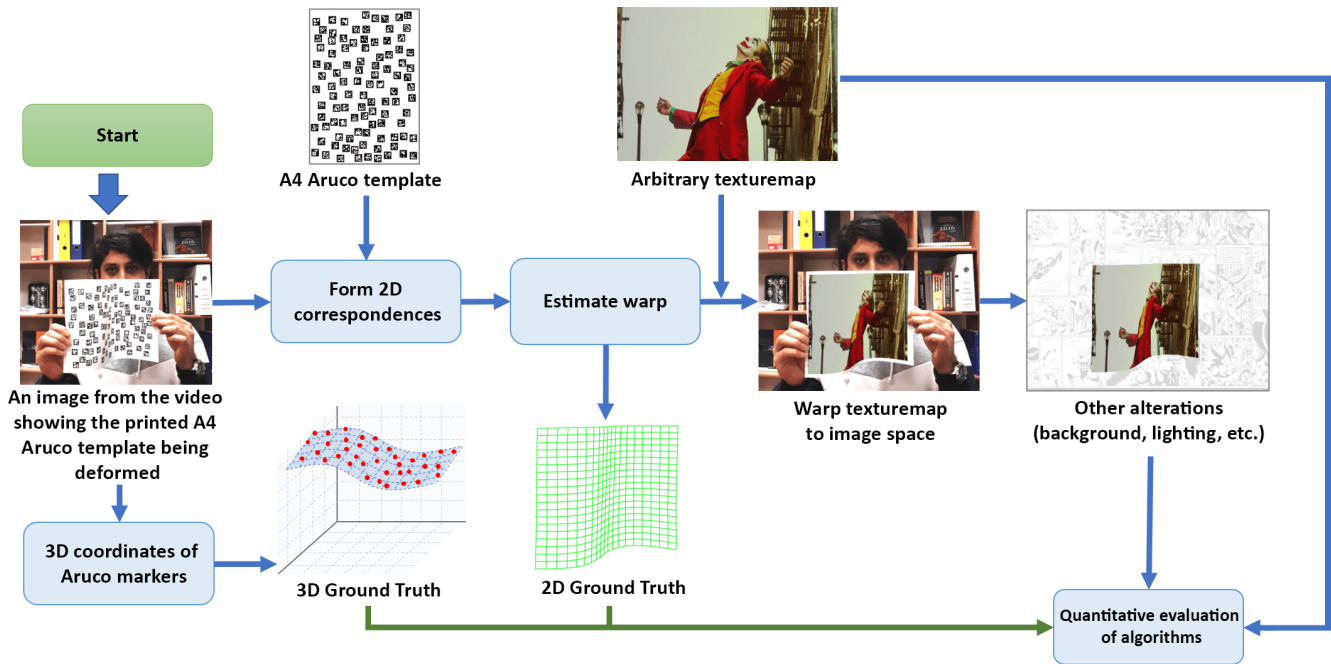 Start
A4 Aruco template
Arbitrary texturemap
An image from the video
showing the printed A4
Aruco template being
deformed
Form 2D
correspondences
Estimate warp
Warp texturemap
to image space
Other alterations
(background, lighting, etc.)
3D coordinates of
Aruco markers
3D Ground Truth
2D Ground Truth
Quantitative evaluation
of algorithms